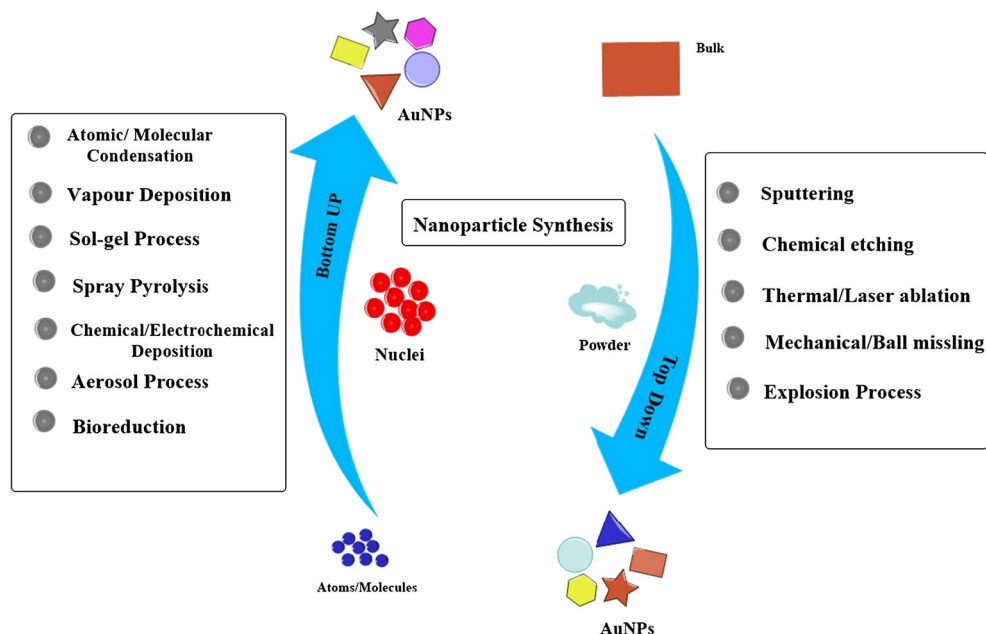 AuNPs
Bulk
Atomic/ Molecular
Condensation
Vapour Deposition
Sol-gel Process
Spray Pyrolysis
Chemical/Electrochemical
Deposition
Aerosol Process
Bioreduction
Bottom UP
Nanoparticle Synthesis
Nuclei
Powder
Top Down
Sputtering
Chemical etching
Thermal/Laser ablation
Mechanical/Ball missling
Explosion Process
Atoms/Molecules
AuNPs